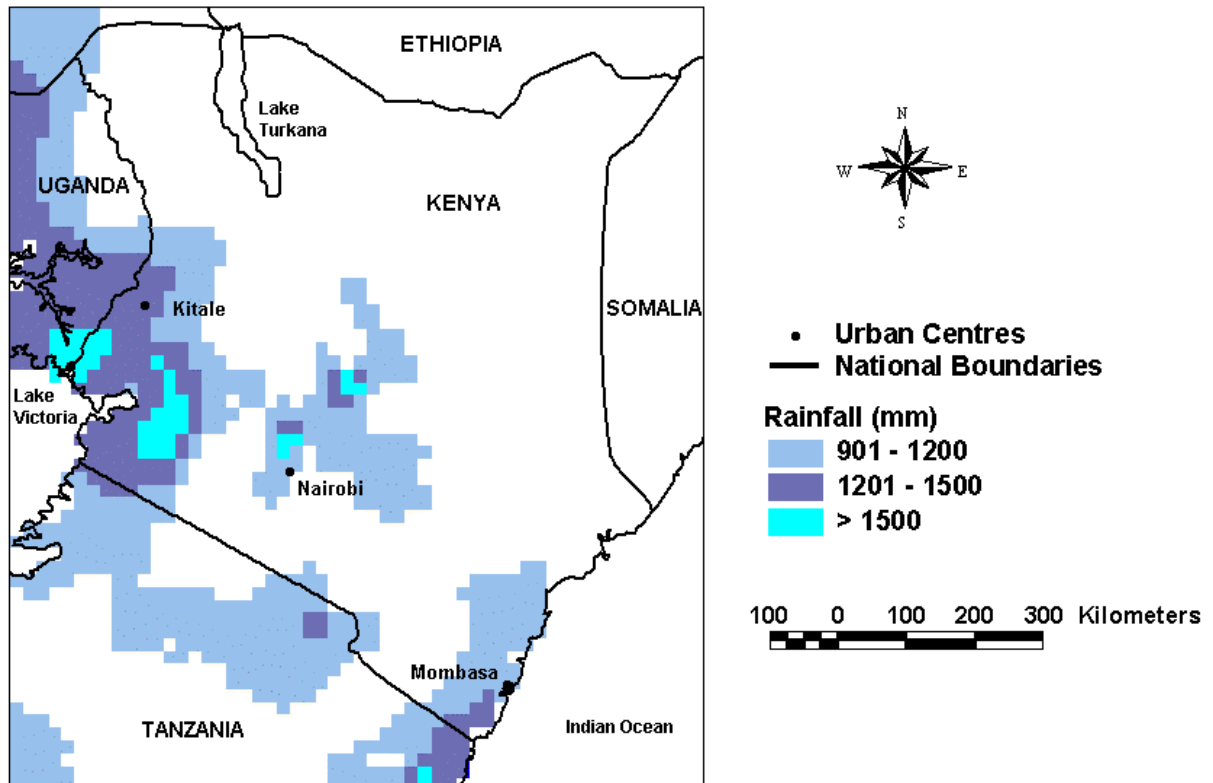 ETHIOPIA
Lake
Turkana
UGANDA
KENYA
Kitale
SOMALIA
Lake
Victoria
Nairobi
Mombasa
TANZANIA
Indian Ocean
N
W
E
S
Urban Centres
National Boundaries
Rainfall (mm)
901 - 1200
1201 - 1500
> 1500
100 0 100 200 300 Kilometers